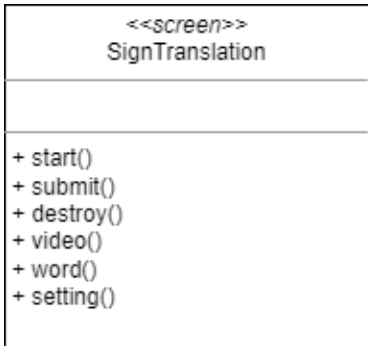 <<screen>>
SignTranslation
+ start()
+ submit()
+ destroy()
+ video()
+ word()
+ setting()